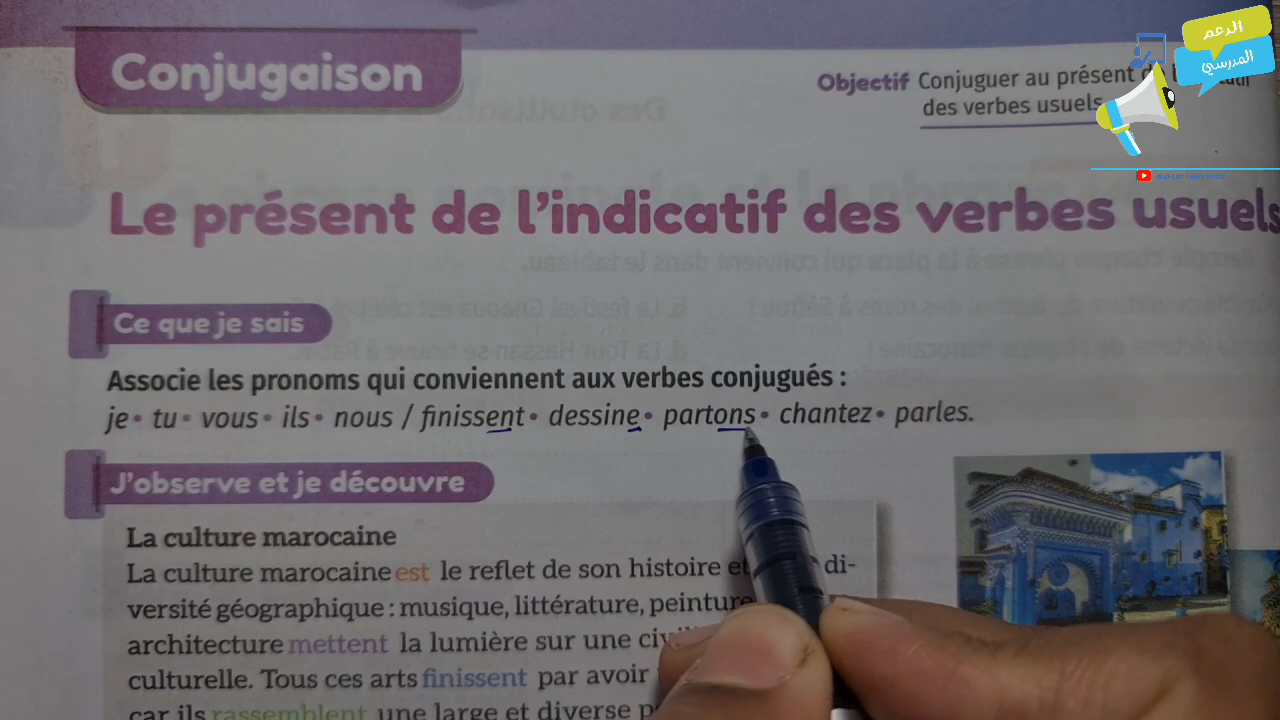 Conjugaison
Objectif Conjuguer au présent
des verbes usuels
الدعم
المدرسي
Le présent de l'indicatif des verbes usuels
Ce que je sais
Associe les pronoms qui conviennent aux verbes conjugués :
je • tu • vous • ils • nous / finissent • dessine • partons • chantez • parles.
J'observe et je découvre
La culture marocaine
La culture marocaine est le reflet de son histoire et di-
versité géographique : musique, littérature, peinture
architecture mettent la lumière sur une
culturelle. Tous ces arts finissent par avoir
car ils rassemblent une large et diverse